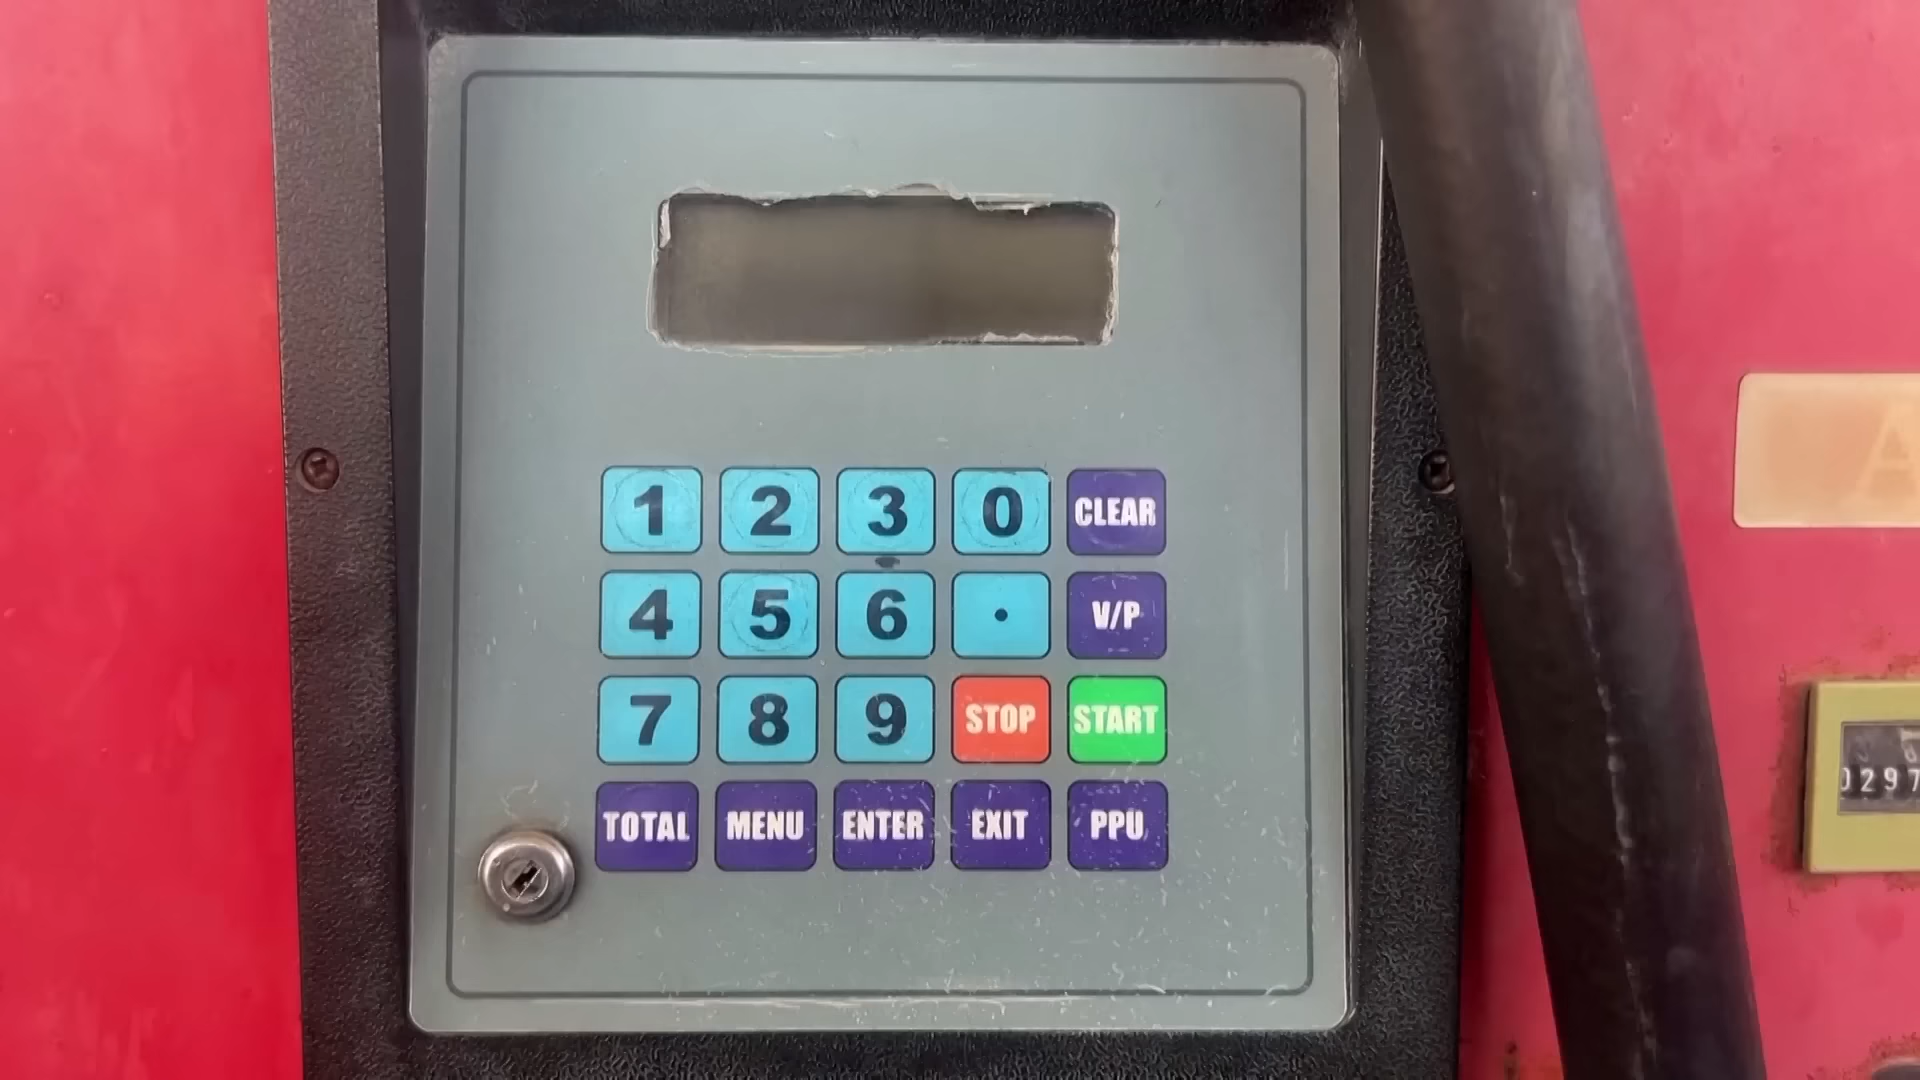 1 2 3 0 CLEAR
4 5 6 . V/P
7 8 9 STOP START
TOTAL MENU ENTER EXIT PPU
A
0297